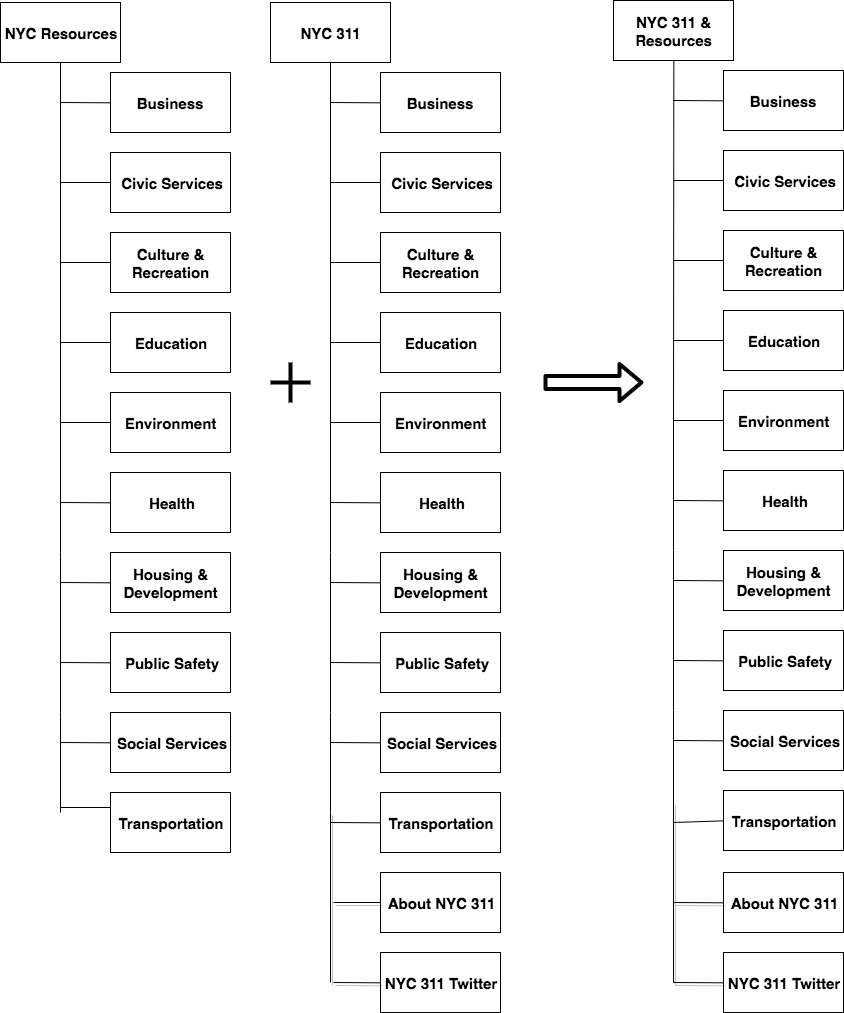 NYC Resources
Business
Civic Services
Culture &
Recreation
Education
Environment
Health
Housing &
Development
Public Safety
Social Services
Transportation
NYC 311
Business
Civic Services
Culture &
Recreation
Education
Environment
Health
Housing &
Development
Public Safety
Social Services
Transportation
About NYC 311
NYC 311 Twitter
NYC 311 &
Resources
Business
Civic Services
Culture &
Recreation
Education
Environment
Health
Housing &
Development
Public Safety
Social Services
Transportation
About NYC 311
NYC 311 Twitter